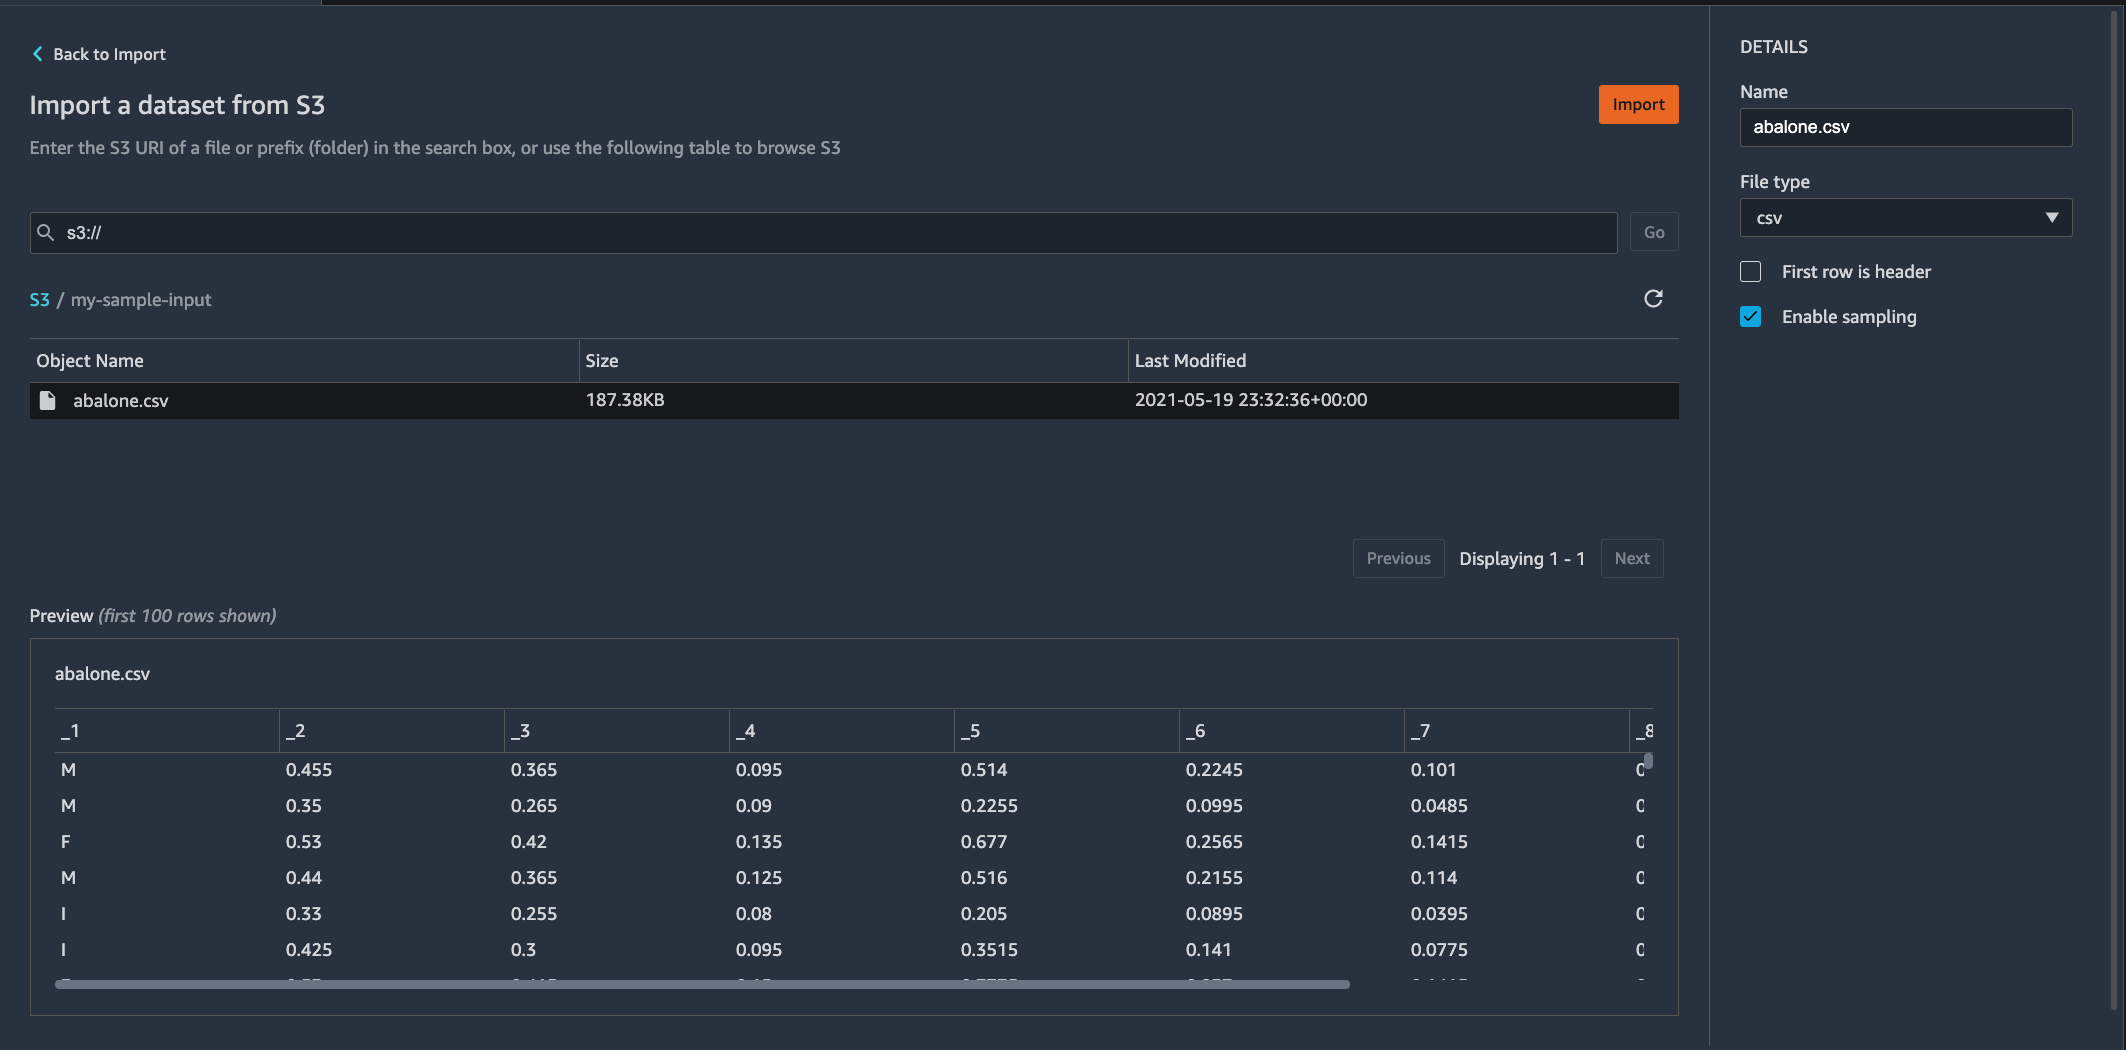 Back to Import
Import a dataset from S3
Import
Enter the S3 URI of a file or prefix (folder) in the search box, or use the following table to browse S3
s3://
Go
S3 / my-sample-input
Object Name Size Last Modified
abalone.csv 187.38KB 2021-05-19 23:32:36+00:00
Previous Displaying 1 - 1 Next
Preview (first 100 rows shown)
abalone.csv
_1 _2 _3 _4 _5 _6 _7 _8
M 0.455 0.365 0.095 0.514 0.2245 0.101
M 0.35 0.265 0.09 0.2255 0.0995 0.0485
F 0.53 0.42 0.135 0.677 0.2565 0.1415
M 0.44 0.365 0.125 0.516 0.2155 0.114
I 0.33 0.255 0.08 0.205 0.0895 0.0395
I 0.425 0.3 0.095 0.3515 0.141 0.0775
DETAILS
Name
abalone.csv
File type
csv
First row is header
Enable sampling